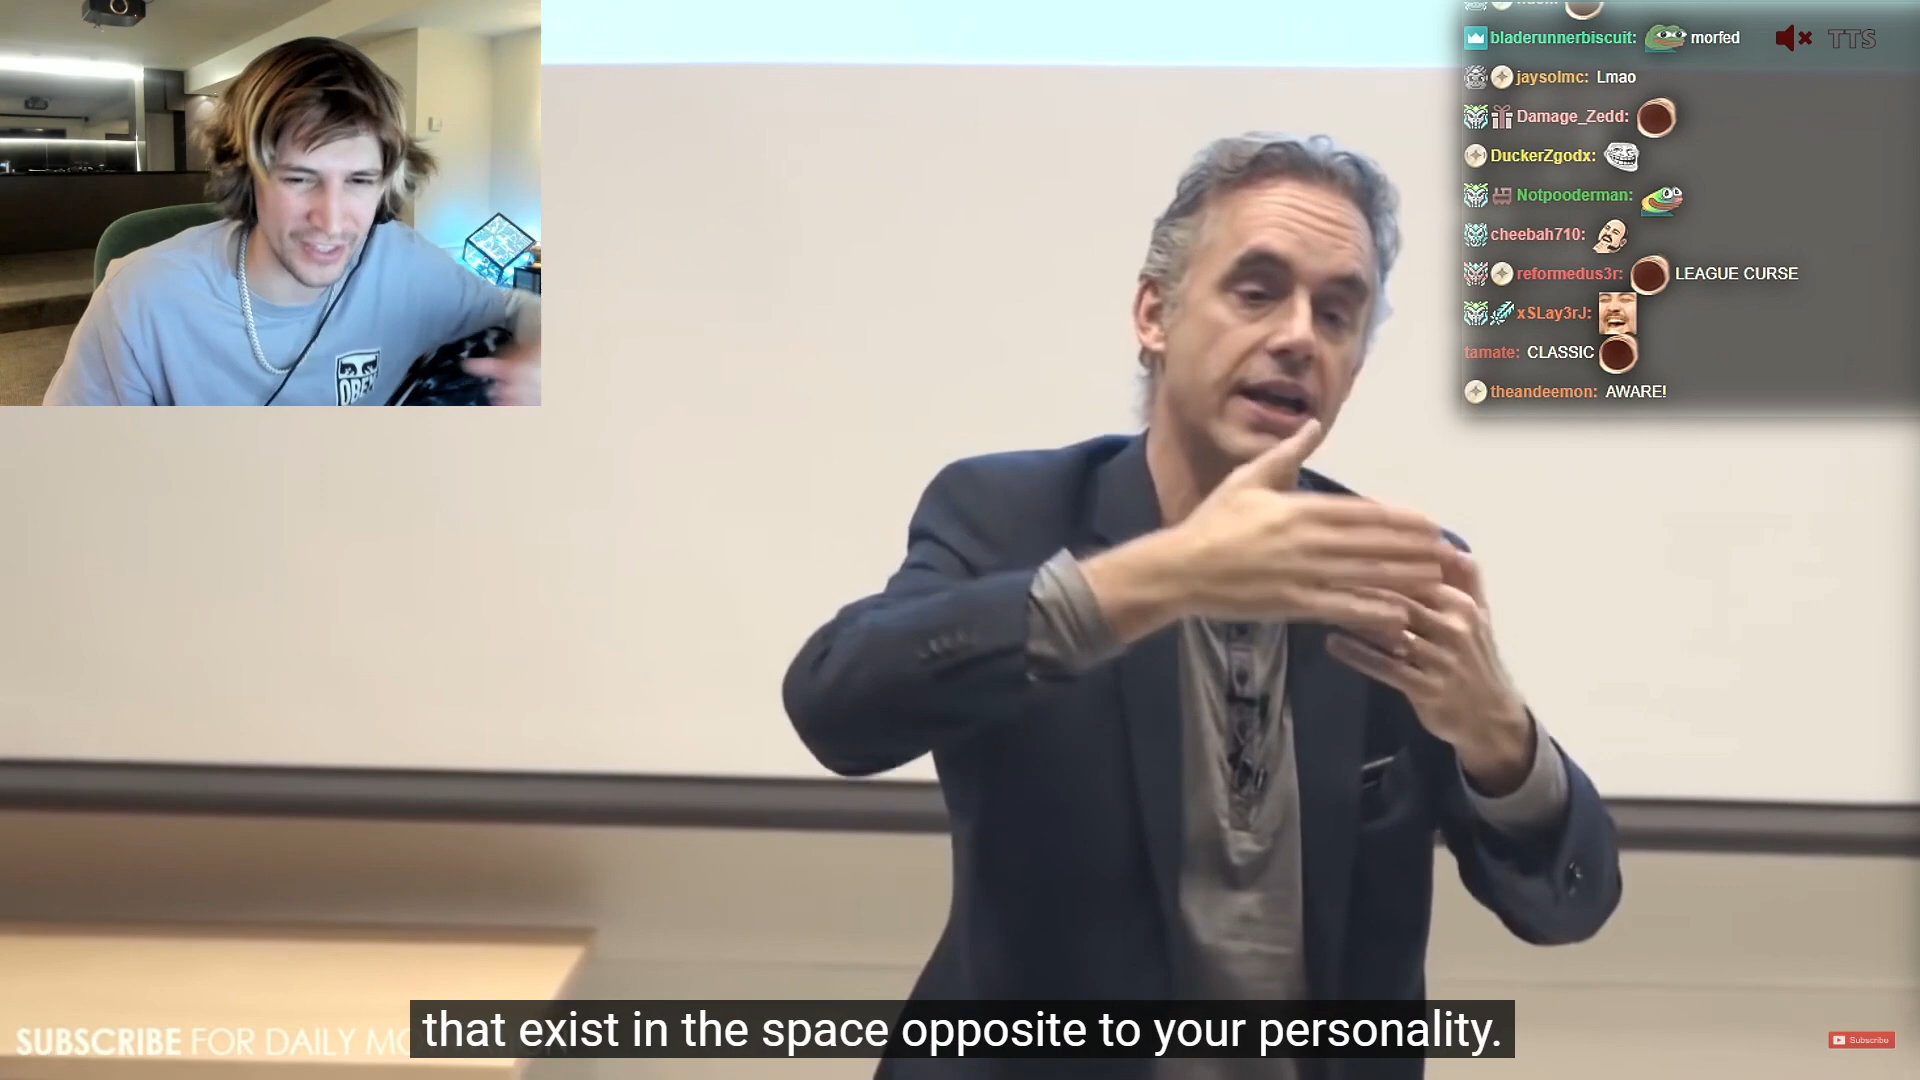 bladerunnerbiscuit: morfed
TTS
jaysolmc: Lmao
Damage_Zedd:
DuckerZgodx:
Notpooderman:
cheebah710:
reformedus3r: LEAGUE CURSE
xSLay3rJ:
tamate: CLASSIC
theandeemon: AWARE!
OBEY
that exist in the space opposite to your personality.
SUBSCRIBE FOR DAILY
Subscribe